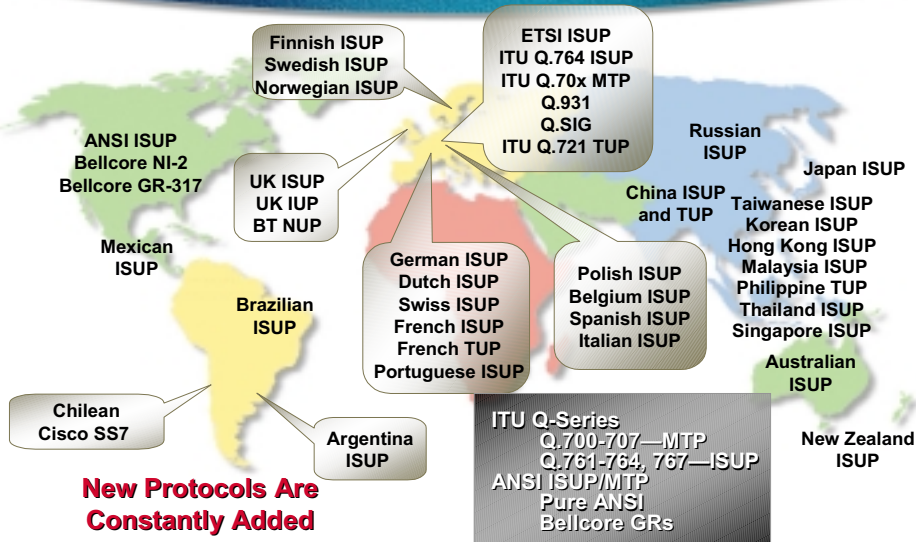 Finnish ISUP
Swedish ISUP
Norwegian ISUP
ETSI ISUP
ITU Q.764 ISUP
ITU Q.70x MTP
Q.931
Q.SIG
ITU Q.721 TUP
ANSI ISUP
Bellcore NI-2
Bellcore GR-317
UK ISUP
UK IUP
BT NUP
Russian
ISUP
Japan ISUP
China ISUP
and TUP
Taiwanese ISUP
Korean ISUP
Hong Kong ISUP
Malaysia ISUP
Philippine TUP
Thailand ISUP
Singapore ISUP
Mexican
ISUP
German ISUP
Dutch ISUP
Swiss ISUP
French ISUP
French TUP
Portuguese ISUP
Polish ISUP
Belgium ISUP
Spanish ISUP
Italian ISUP
Brazilian
ISUP
Australian
ISUP
Chilean
Cisco SS7
Argentina
ISUP
New Zealand
ISUP
ITU Q-Series
Q.700-707—MTP
Q.761-764, 767—ISUP
ANSI ISUP/MTP
Pure ANSI
Bellcore GRs
New Protocols Are
Constantly Added